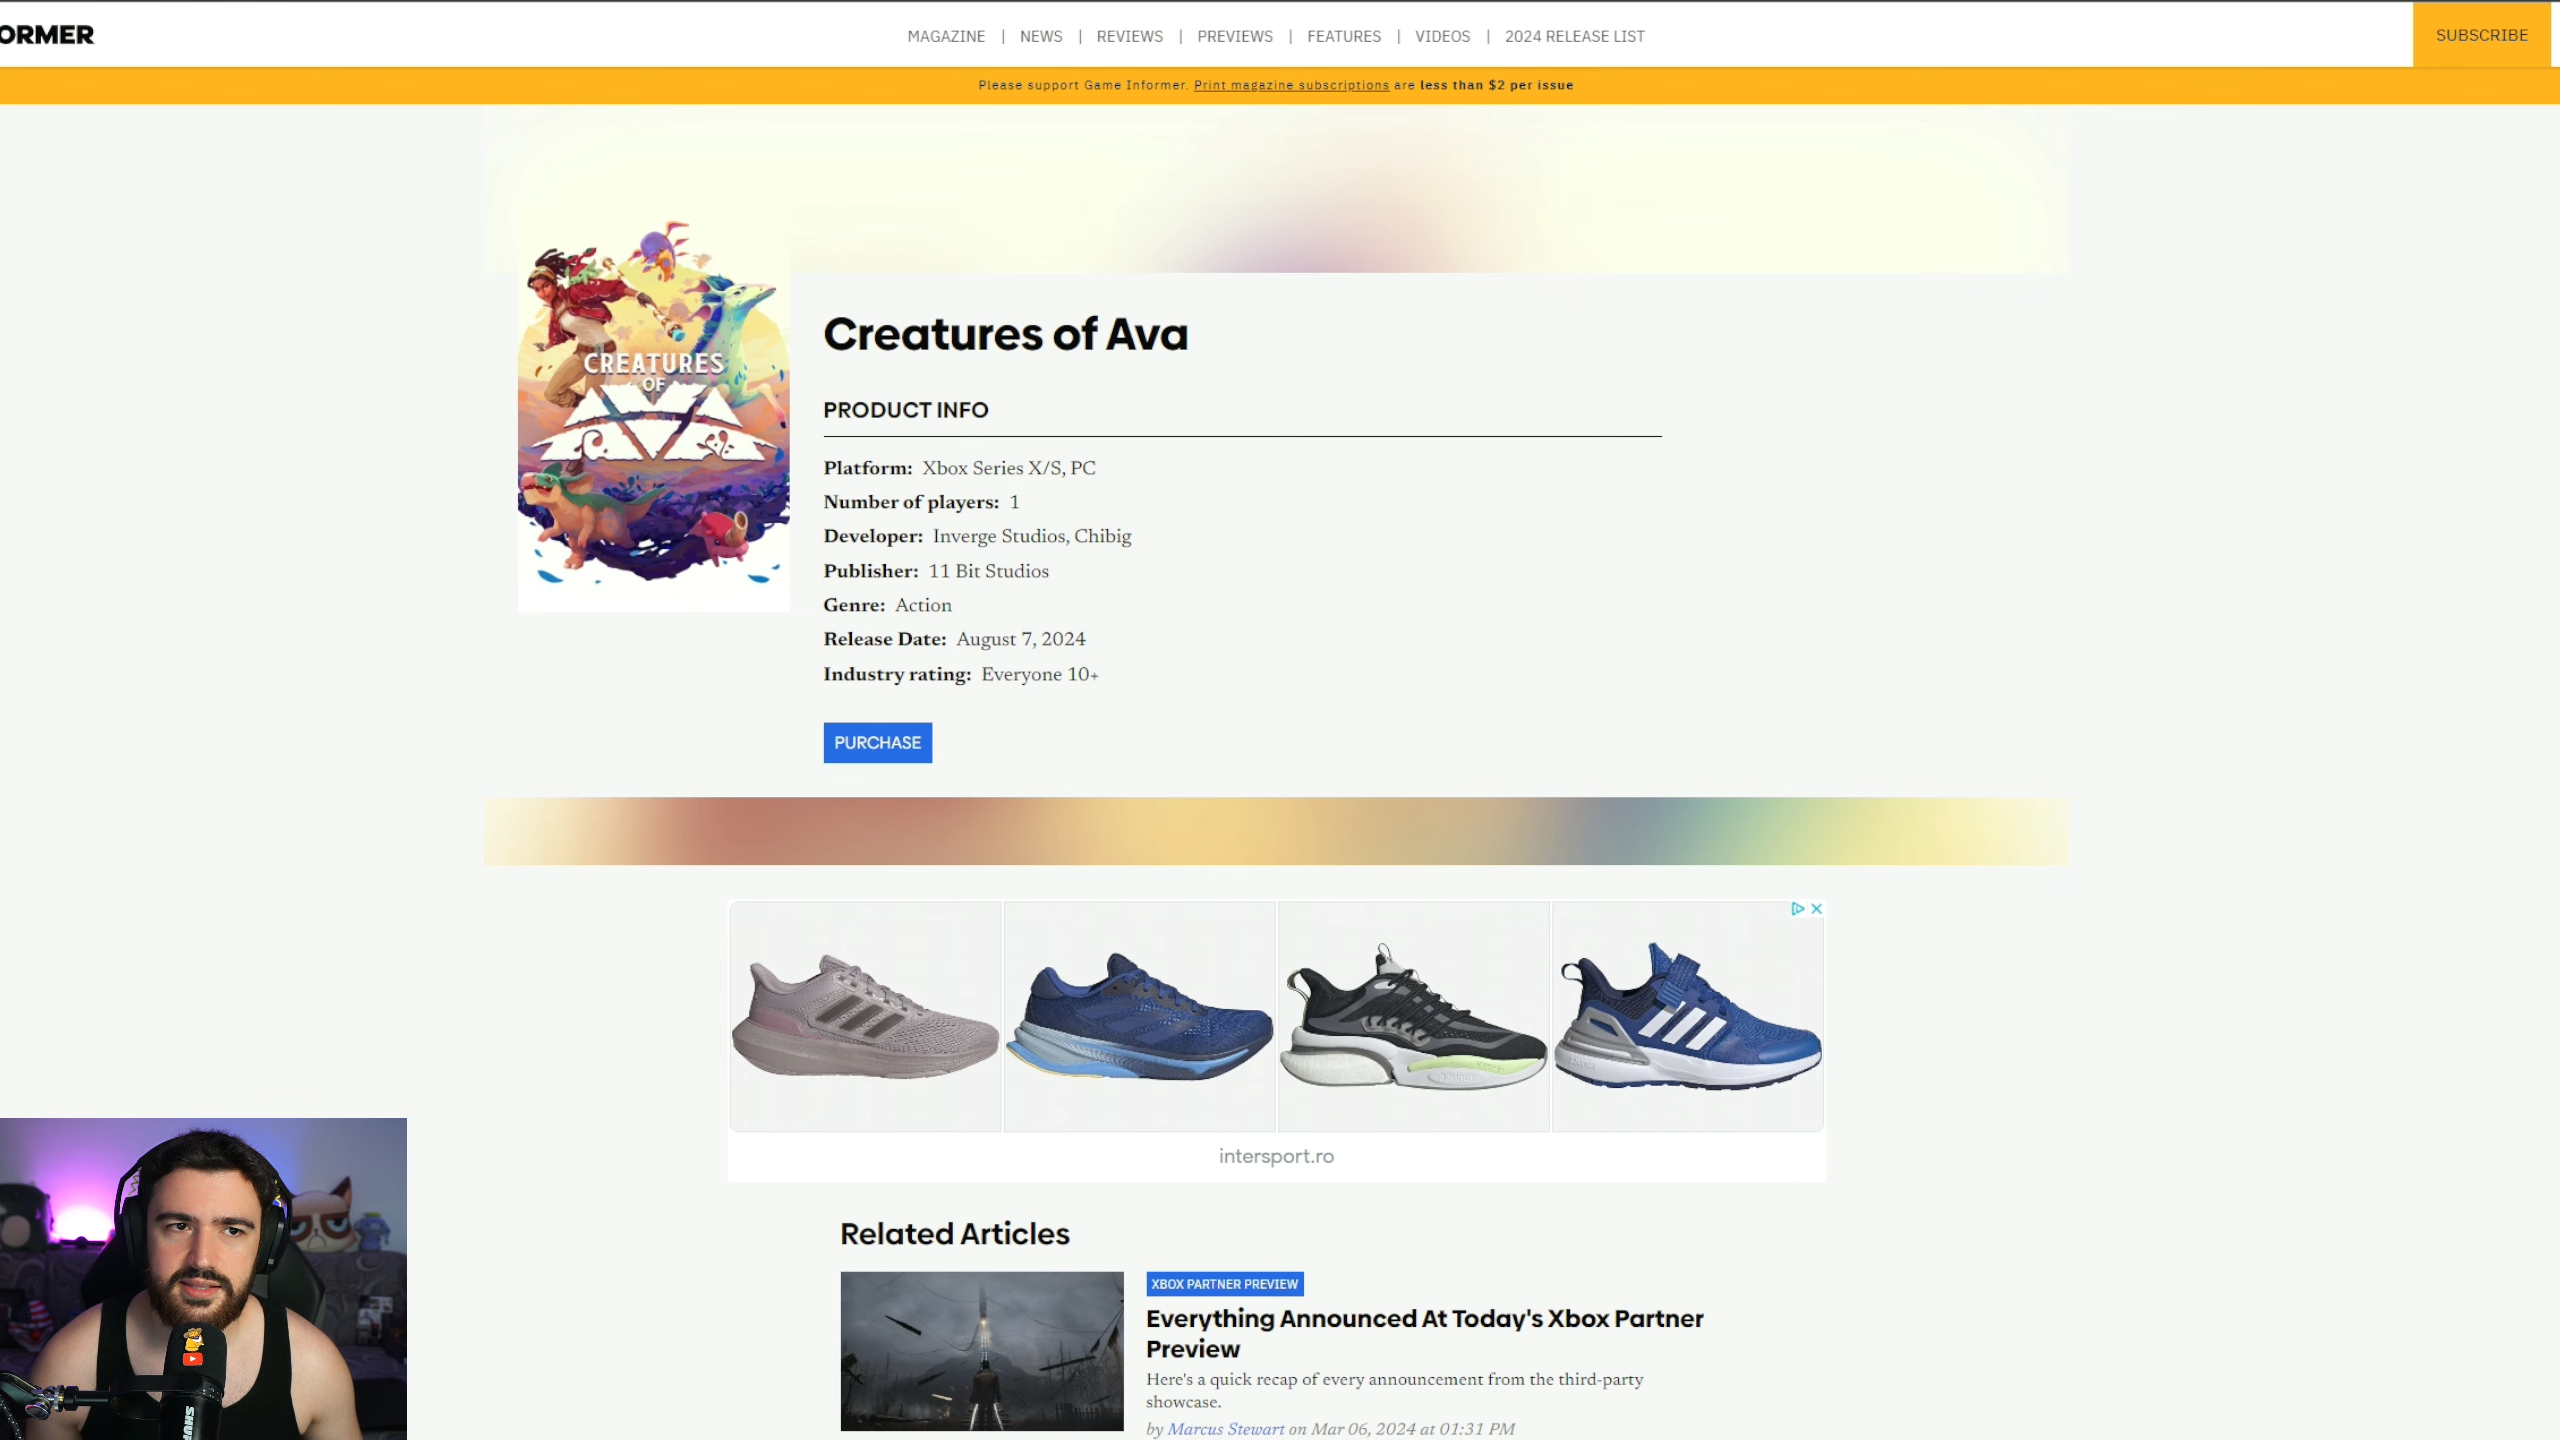 ORMER
MAGAZINE | NEWS | REVIEWS | PREVIEWS | FEATURES | VIDEOS | 2024 RELEASE LIST
SUBSCRIBE
Please support Game Informer. Print magazine subscriptions are less than $2 per issue
CREATURES
OF
AVA
Creatures of Ava
PRODUCT INFO
Platform: Xbox Series X/S, PC
Number of players: 1
Developer: Inverge Studios, Chibig
Publisher: 11 Bit Studios
Genre: Action
Release Date: August 7, 2024
Industry rating: Everyone 10+
PURCHASE
intersport.ro
Related Articles
XBOX PARTNER PREVIEW
Everything Announced At Today's Xbox Partner
Preview
Here's a quick recap of every announcement from the third-party
showcase.
by Marcus Stewart on Mar 06, 2024 at 01:31 PM